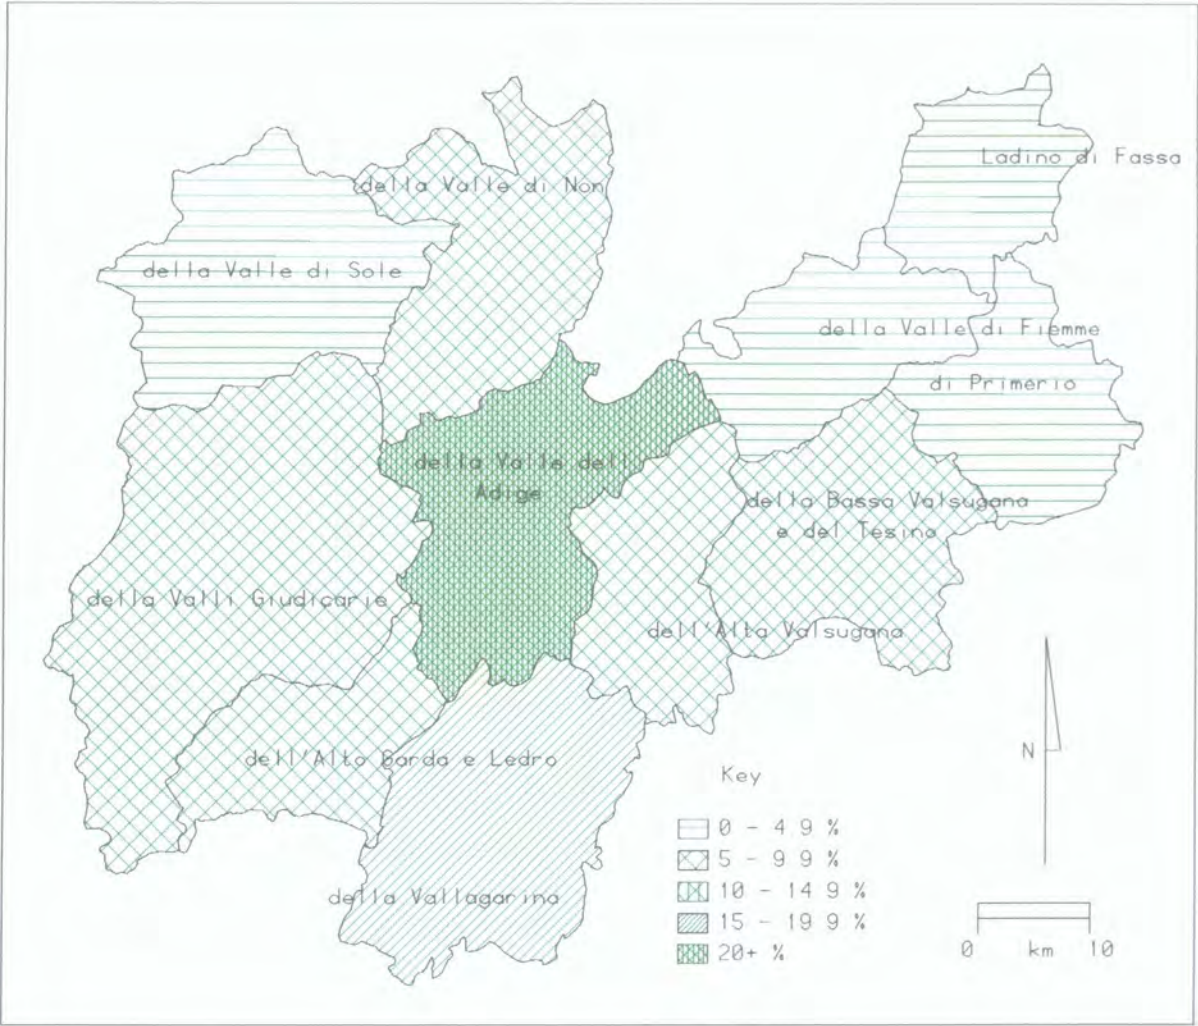 Ladino di Fassa
della Valle di Non
della Valle di Sole
della Valle di Fiemme
di Primerio
della Valle dell
Adige
della Bassa Valsugana
e del Tesino
della Valli Giudicarie
dell'Alta Valsugana
dell'Alto Garda e Ledro
della Vallagarina
N
Key
0 - 4 9 %
5 - 9 9 %
10 - 14 9 %
15 - 19 9 %
20+ %
0 km 10